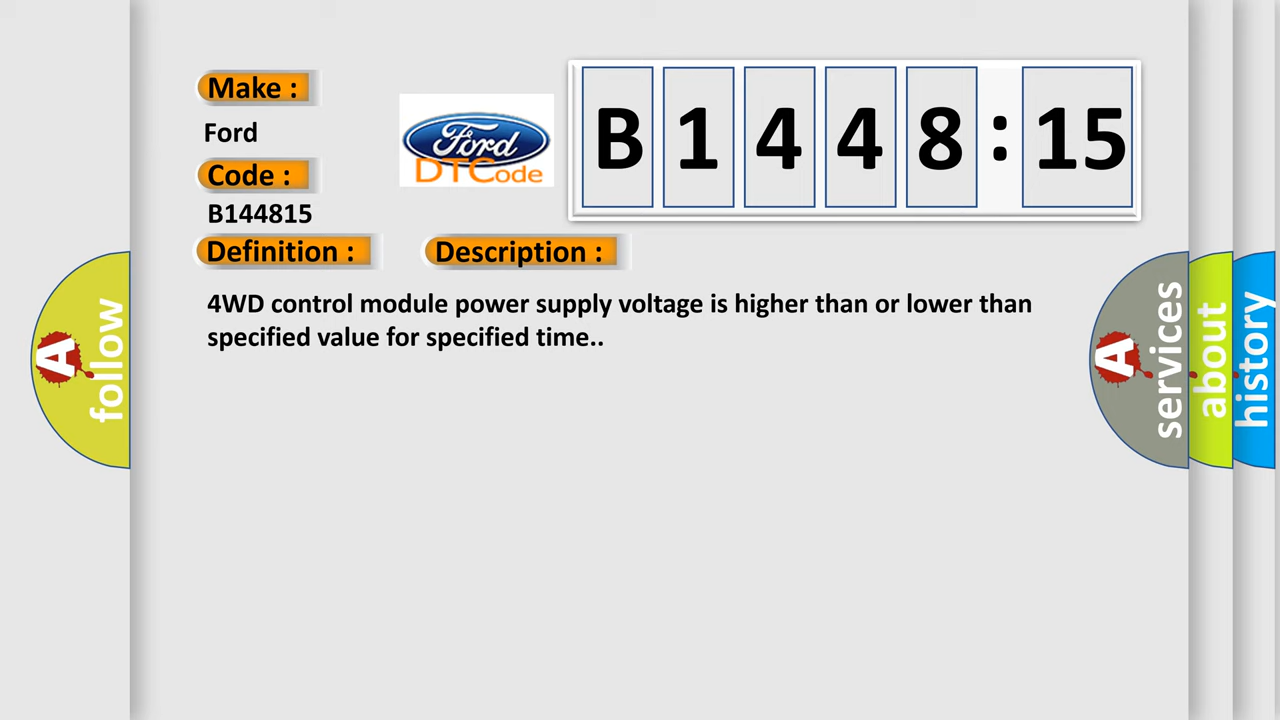 Make :
Ford
Code :
B144815
Ford
DTCode
B 1 4 4 8 : 15
Definition :
Description :
4WD control module power supply voltage is higher than or lower than
specified value for specified time..
A follow
A services
about
history